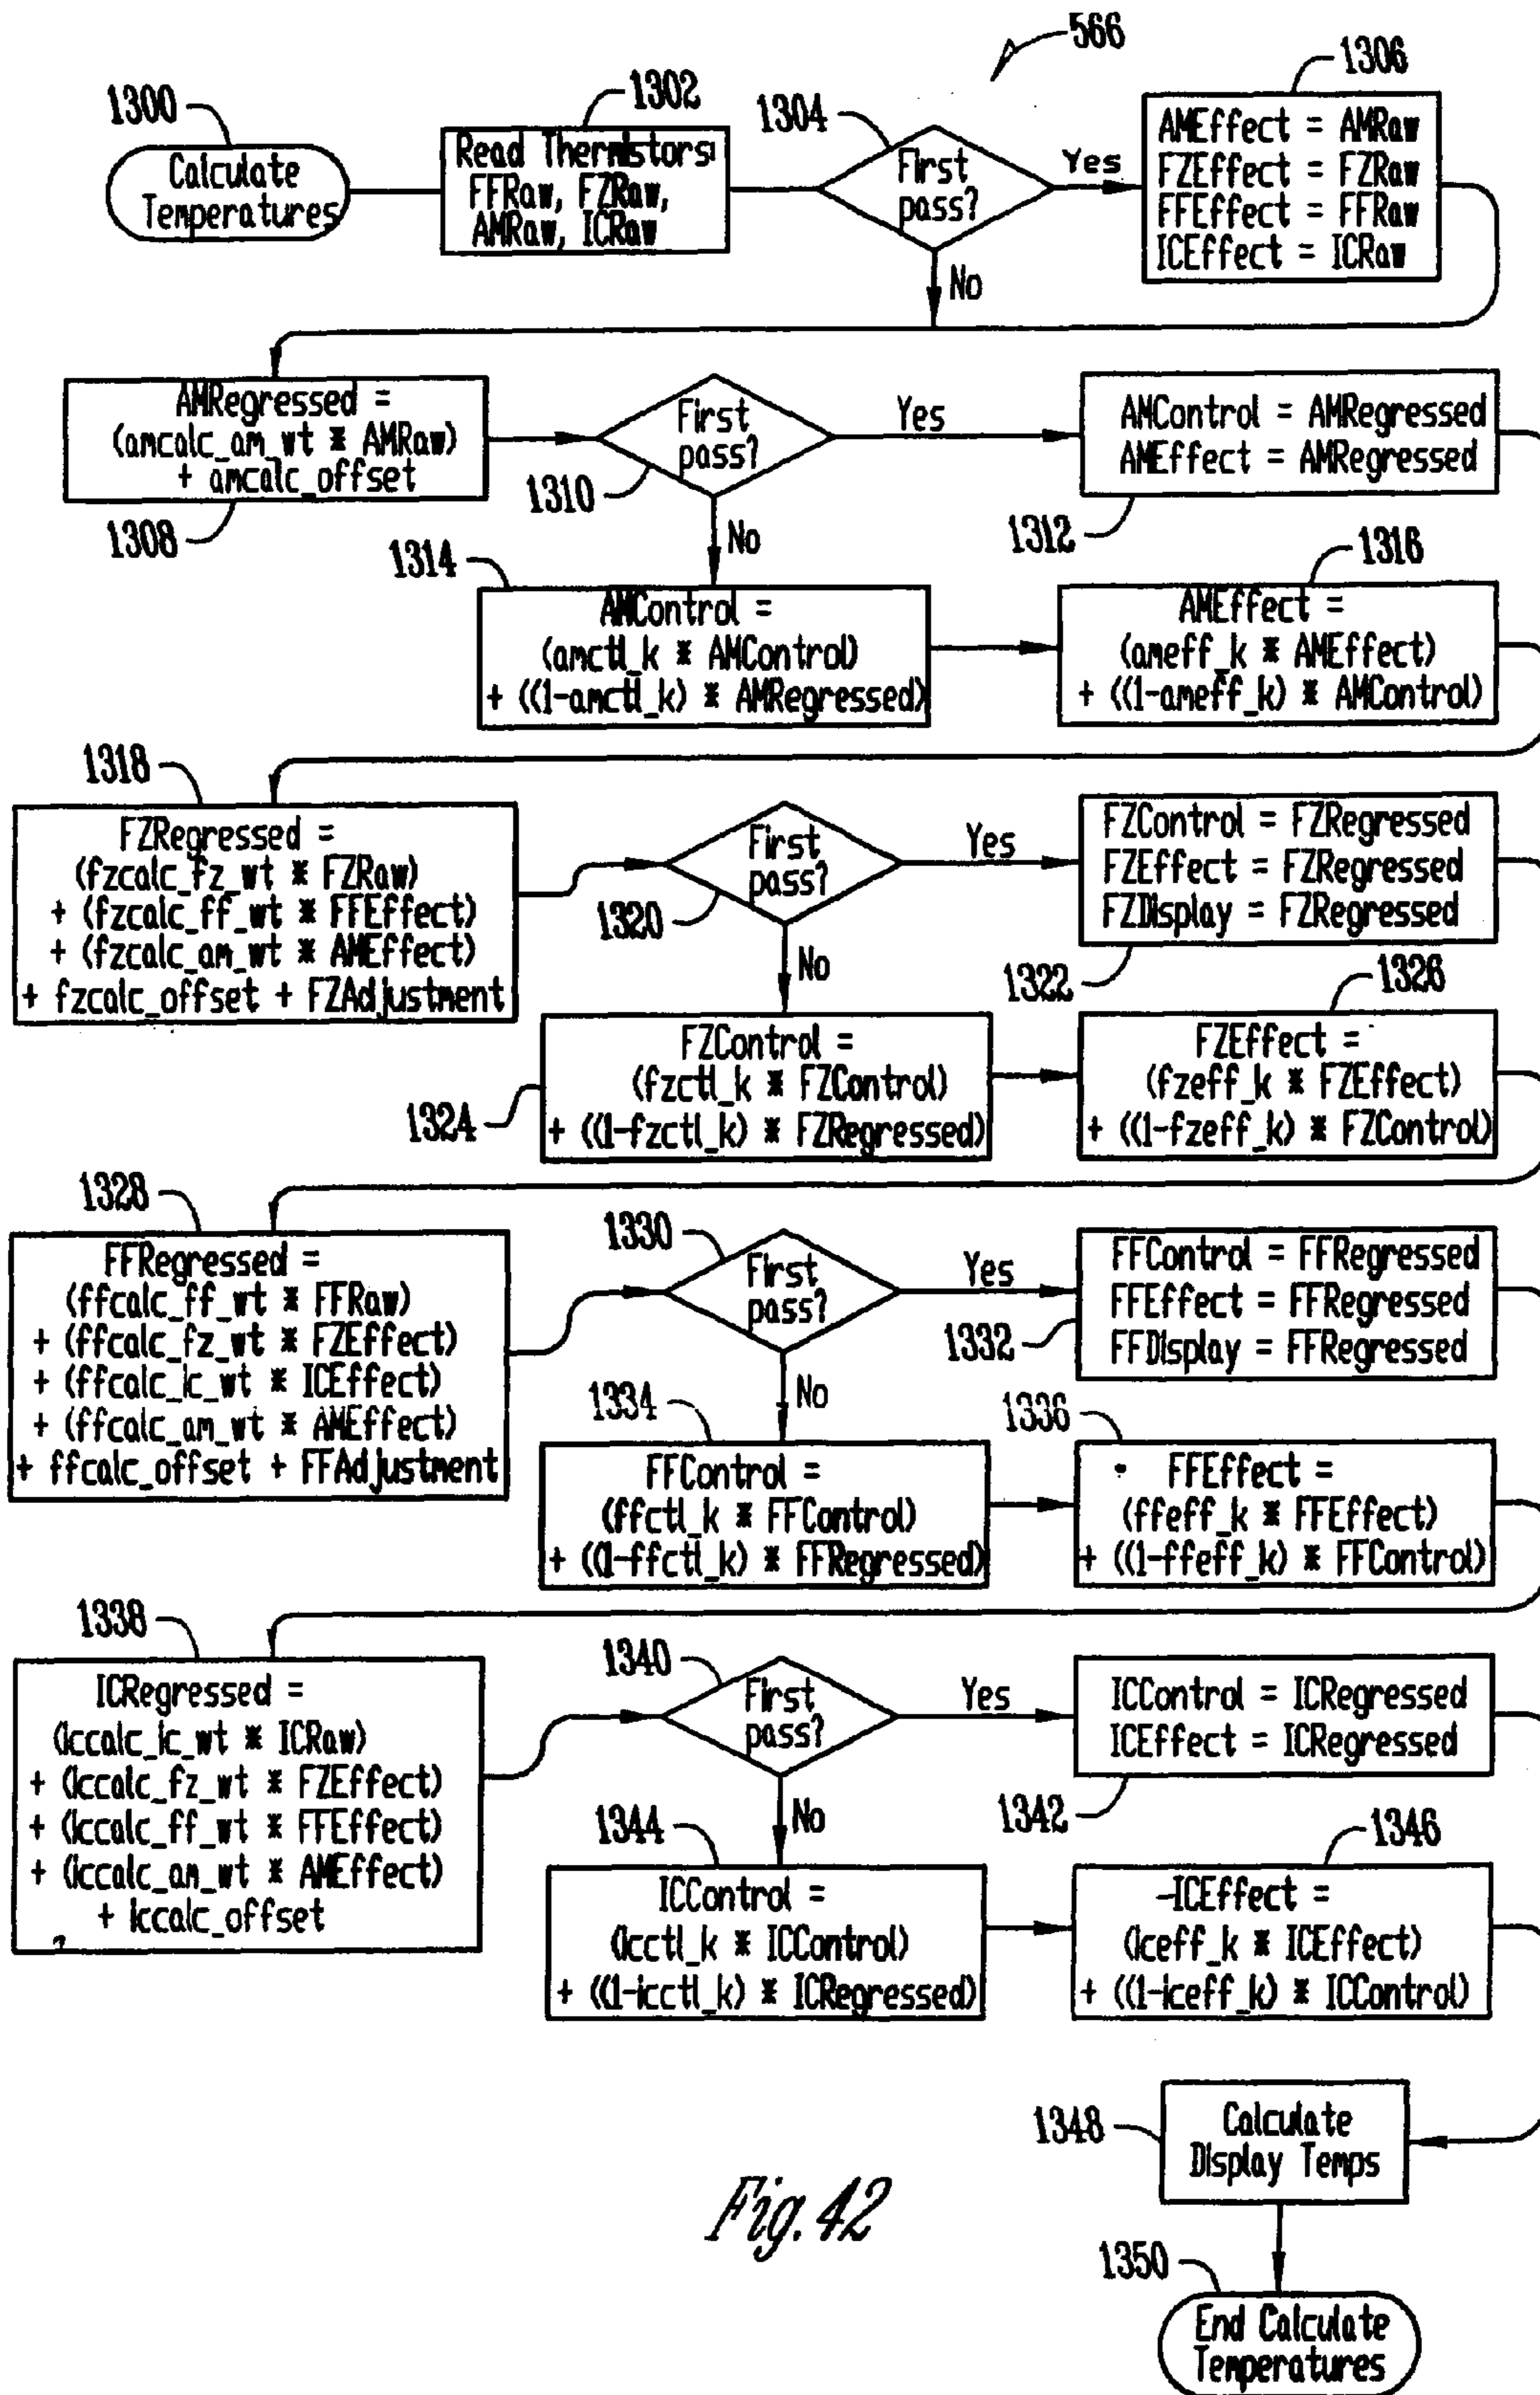 566
1300
Calculate
Temperatures
1302
Read Thermistors:
FFRaw, FZRaw,
AMRaw, ICRaw
1304
First
pass?
Yes
No
1306
AMEffect = AMRaw
FZEffect = FZRaw
FFEffect = FFRaw
ICEffect = ICRaw
AMRegressed =
(amcalc_am_wt * AMRaw)
+ amcalc_offset
1308
First
pass?
1310
Yes
No
AMControl = AMRegressed
AMEffect = AMRegressed
1312
1314
AMControl =
(amctl_k * AMControl)
+ ((1-amctl_k) * AMRegressed)
1316
AMEffect =
(ameff_k * AMEffect)
+ ((1-ameff_k) * AMControl)
1318
FZRegressed =
(fzcalc_fz_wt * FZRaw)
+ (fzcalc_ff_wt * FFEffect)
+ (fzcalc_am_wt * AMEffect)
+ fzcalc_offset + FZAdjustment
First
pass?
1320
Yes
No
FZControl = FZRegressed
FZEffect = FZRegressed
FZDisplay = FZRegressed
1322
1324
FZControl =
(fzctl_k * FZControl)
+ ((1-fzctl_k) * FZRegressed)
1326
FZEffect =
(fzeff_k * FZEffect)
+ ((1-fzeff_k) * FZControl)
1328
FFRegressed =
(ffcalc_ff_wt * FFRaw)
+ (ffcalc_fz_wt * FZEffect)
+ (ffcalc_ic_wt * ICEffect)
+ (ffcalc_am_wt * AMEffect)
+ ffcalc_offset + FFAdjustment
1330
First
pass?
Yes
No
FFControl = FFRegressed
FFEffect = FFRegressed
FFDisplay = FFRegressed
1332
1334
FFControl =
(ffctl_k * FFControl)
+ ((1-ffctl_k) * FFRegressed)
1336
FFEffect =
(ffeff_k * FFEffect)
+ ((1-ffeff_k) * FFControl)
1338
ICRegressed =
(iccalc_ic_wt * ICRaw)
+ (iccalc_fz_wt * FZEffect)
+ (iccalc_ff_wt * FFEffect)
+ (iccalc_am_wt * AMEffect)
+ iccalc_offset
1340
First
pass?
Yes
No
ICControl = ICRegressed
ICEffect = ICRegressed
1342
1344
ICControl =
(icctl_k * ICControl)
+ ((1-icctl_k) * ICRegressed)
1346
-ICEffect =
(iceff_k * ICEffect)
+ ((1-iceff_k) * ICControl)
1348
Calculate
Display Temps
Fig. 42
1350
End Calculate
Temperatures